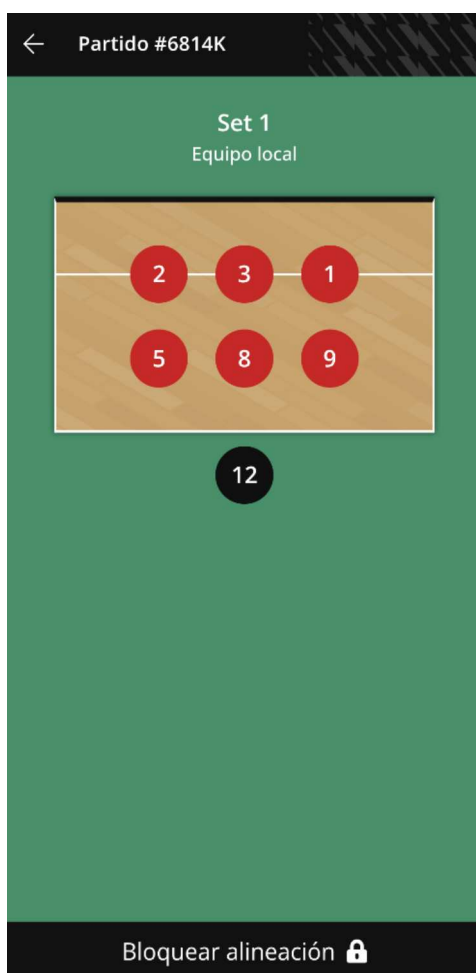 Partido #6814K
Set 1
Equipo local
2 3 1
5 8 9
12
Bloquear alineación